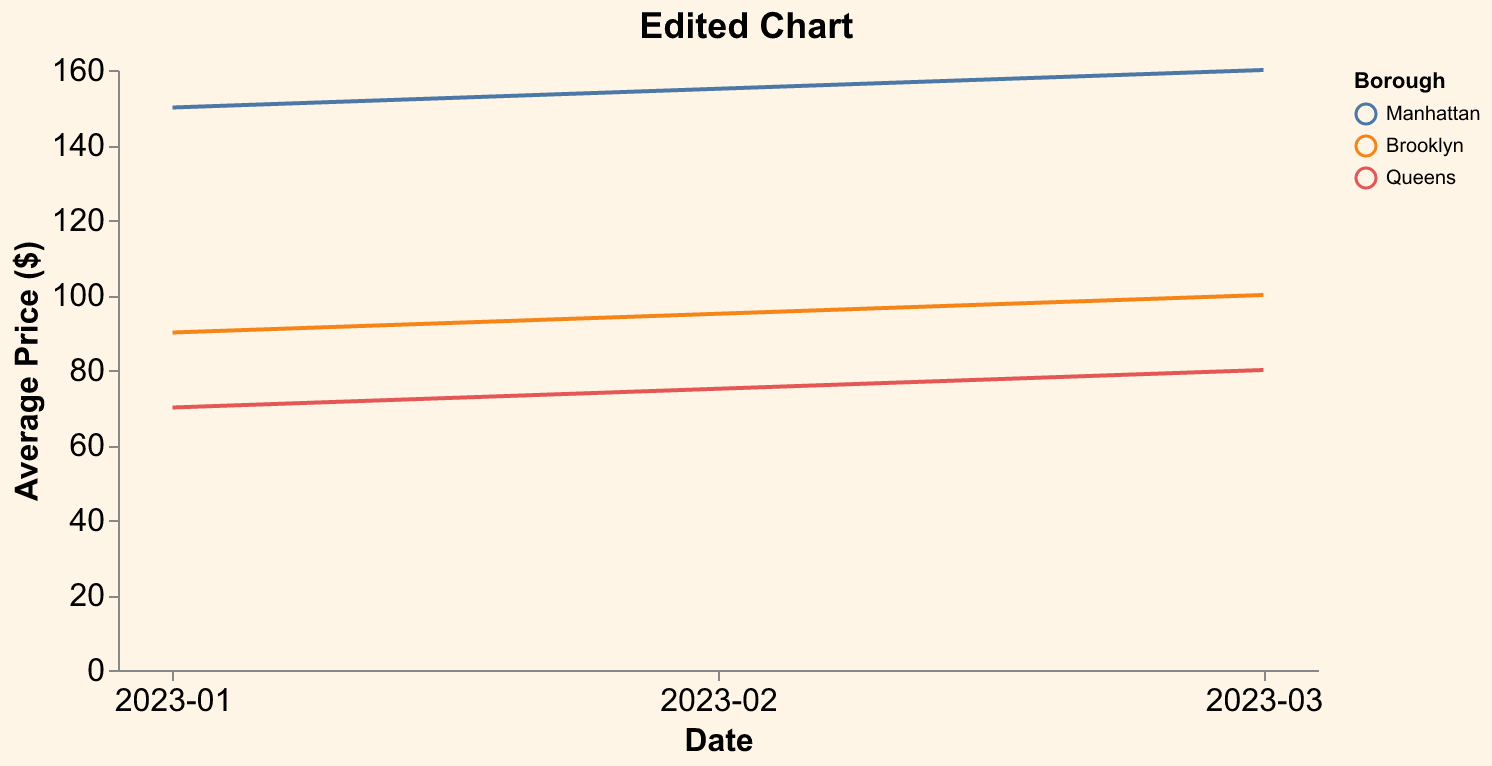 Edited Chart
160
140
120
100
80
60
40
20
0
Average Price ($)
2023-01
2023-02
2023-03
Date
Borough
Manhattan
Brooklyn
Queens